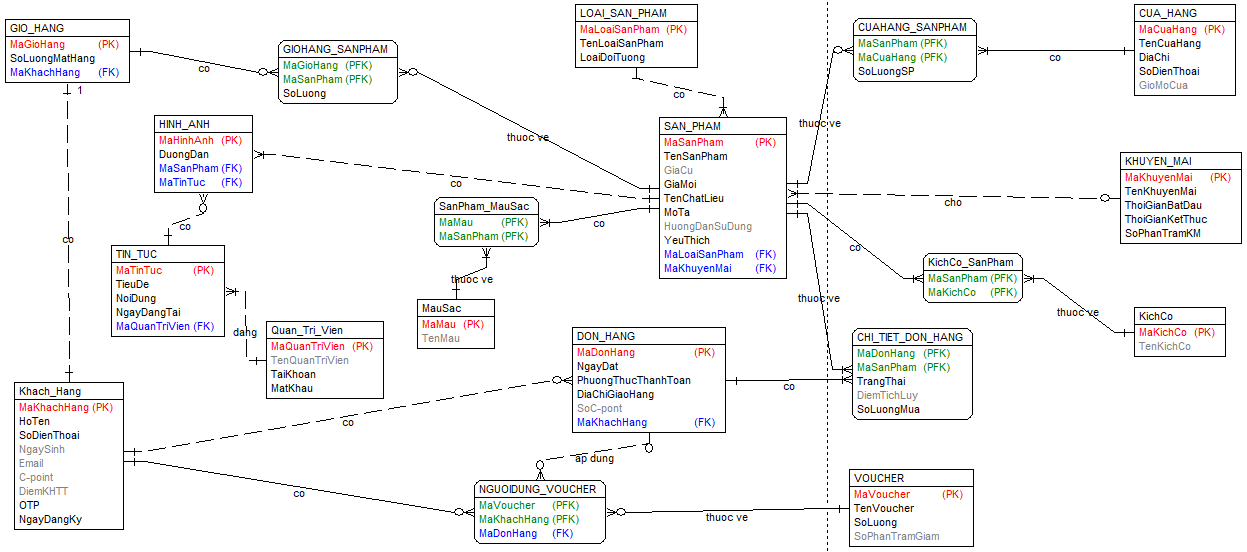 GIO_HANG
MaGioHang (PK)
SoLuongMatHang
MaKhachHang (FK)
1
co
co
GIOHANG_SANPHAM
MaGioHang (PFK)
MaSanPham (PFK)
SoLuong
thuoc ve
LOAI_SAN_PHAM
MaLoaiSanPham (PK)
TenLoaiSanPham
LoaiDoiTuong
co
CUAHANG_SANPHAM
MaSanPham (PFK)
MaCuaHang (PFK)
SoLuongSP
thuoc ve
co
CUA_HANG
MaCuaHang (PK)
TenCuaHang
DiaChi
SoDienThoai
GioMoCua
HINH_ANH
MaHinhAnh (PK)
DuongDan
MaSanPham (FK)
MaTinTuc (FK)
co
co
SAN_PHAM
MaSanPham (PK)
TenSanPham
GiaCu
GiaMoi
TenChatLieu
MoTa
HuongDanSuDung
YeuThich
MaLoaiSanPham (FK)
MaKhuyenMai (FK)
cho
KHUYEN_MAI
MaKhuyenMai (PK)
TenKhuyenMai
ThoiGianBatDau
ThoiGianKetThuc
SoPhanTramKM
SanPham_MauSac
MaMau (PFK)
MaSanPham (PFK)
co
thuoc ve
MauSac
MaMau (PK)
TenMau
TIN_TUC
MaTinTuc (PK)
TieuDe
NoiDung
NgayDangTai
MaQuanTriVien (FK)
dang
Quan_Tri_Vien
MaQuanTriVien (PK)
TenQuanTriVien
TaiKhoan
MatKhau
co
KichCo_SanPham
MaSanPham (PFK)
MaKichCo (PFK)
thuoc ve
KichCo
MaKichCo (PK)
TenKichCo
thuoc ve
DON_HANG
MaDonHang (PK)
NgayDat
PhuongThucThanhToan
DiaChiGiaoHang
SoC-pont
MaKhachHang (FK)
co
CHI_TIET_DON_HANG
MaDonHang (PFK)
MaSanPham (PFK)
TrangThai
DiemTichLuy
SoLuongMua
Khach_Hang
MaKhachHang (PK)
HoTen
SoDienThoai
NgaySinh
Email
C-point
DiemKHTT
OTP
NgayDangKy
co
co
ap dung
NGUOIDUNG_VOUCHER
MaVoucher (PFK)
MaKhachHang (PFK)
MaDonHang (FK)
thuoc ve
VOUCHER
MaVoucher (PK)
TenVoucher
SoLuong
SoPhanTramGiam